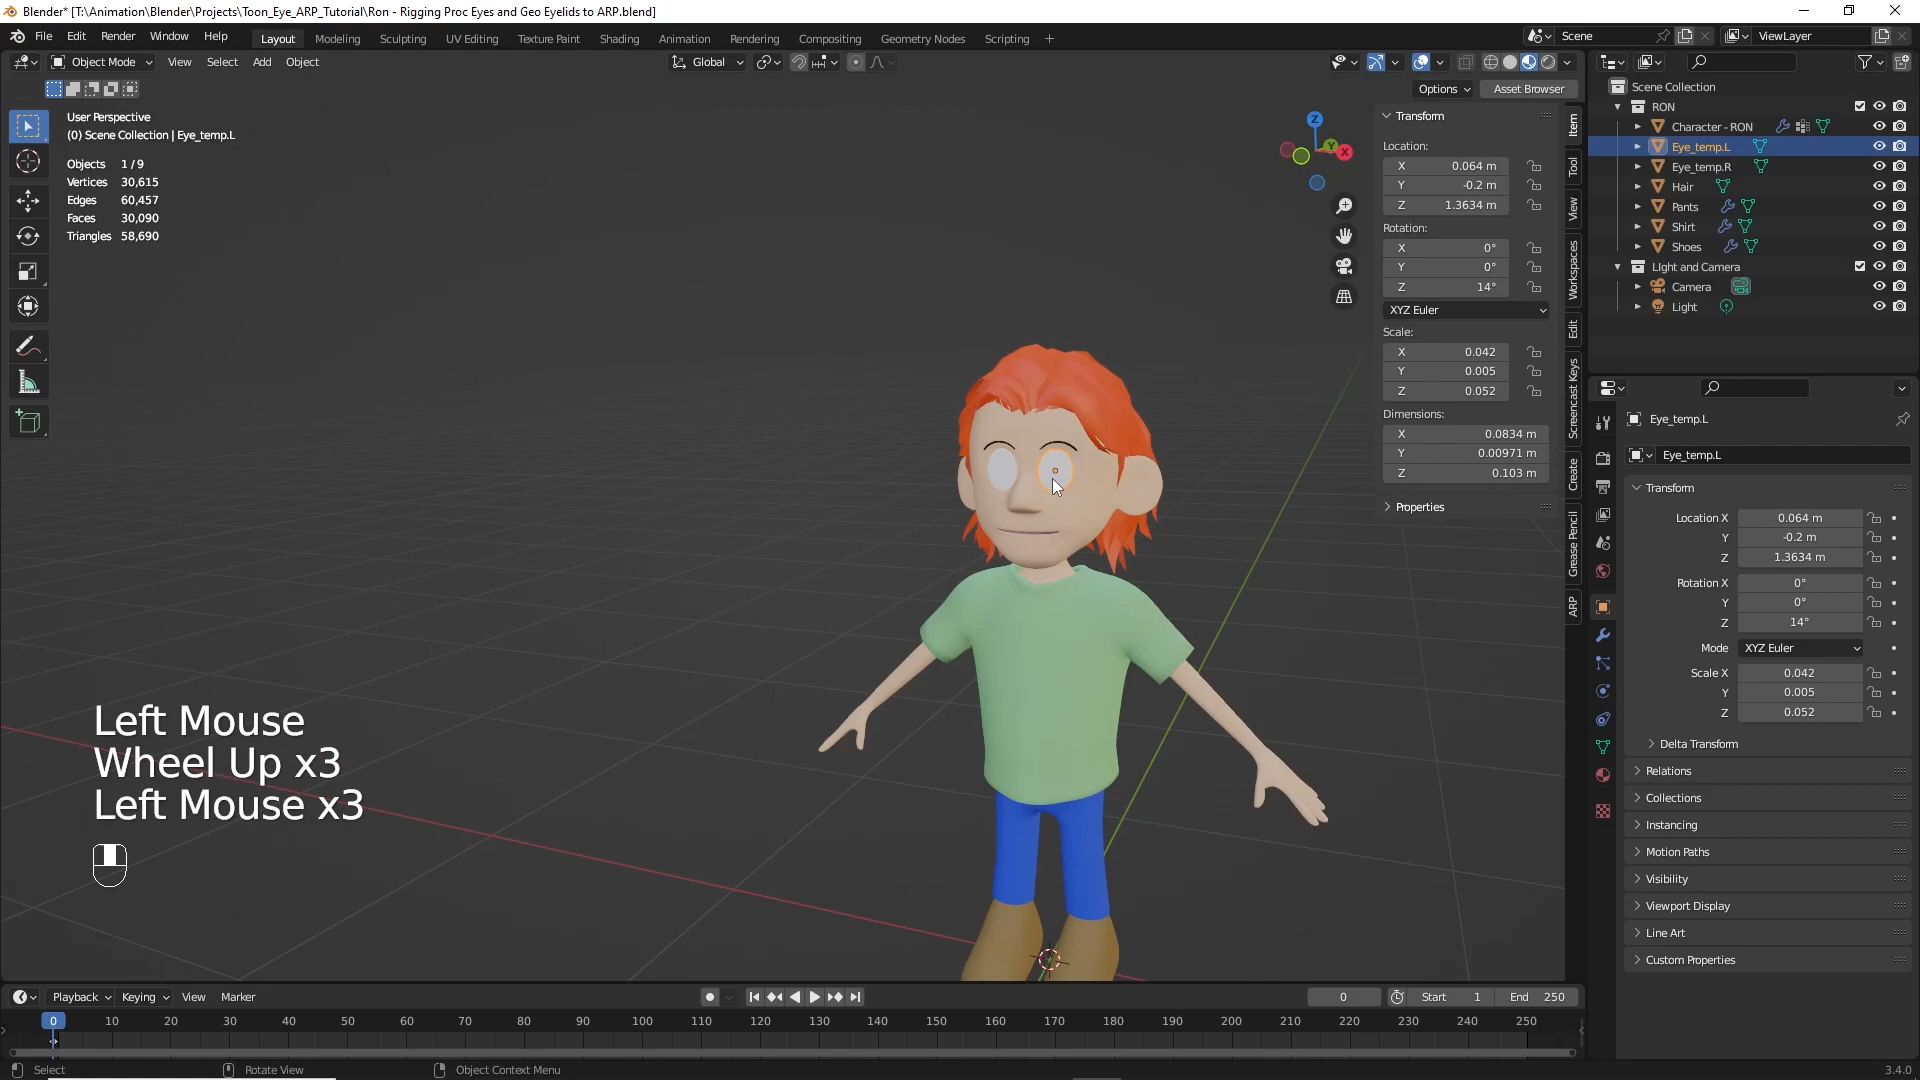 Blender* [T:\Animation\Blender\Projects\Toon_Eye_ARP_Tutorial\Ron - Rigging Proc Eyes and Geo Eyelids to ARP.blend]
File Edit Render Window Help Layout Modeling Sculpting UV Editing Texture Paint Shading Animation Rendering Compositing Geometry Nodes Scripting + Scene ViewLayer
Object Mode View Select Add Object Global
Options Asset Browser
User Perspective
(0) Scene Collection | Eye_temp.L
Objects 1/9
Vertices 30,615
Edges 60,457
Faces 30,090
Triangles 58,690
Z
Y
X
Transform
Location:
X 0.064 m
Y -0.2 m
Z 1.3634 m
Rotation:
X 0°
Y 0°
Z 14°
XYZ Euler
Scale:
X 0.042
Y 0.005
Z 0.052
Dimensions:
X 0.0834 m
Y 0.00971 m
Z 0.103 m
Properties
Item
Tool
View
Workspaces
Edit
Screencast Keys
Create
Grease Pencil
ARP
Scene Collection
RON
Character - RON
Eye_temp.L
Eye_temp.R
Hair
Pants
Shirt
Shoes
LIght and Camera
Camera
Light
Eye_temp.L
Eye_temp.L
Transform
Location X 0.064 m
Y -0.2 m
Z 1.3634 m
Rotation X 0°
Y 0°
Z 14°
Mode XYZ Euler
Scale X 0.042
Y 0.005
Z 0.052
Delta Transform
Relations
Collections
Instancing
Motion Paths
Visibility
Viewport Display
Line Art
Custom Properties
Left Mouse
Wheel Up x3
Left Mouse x3
Playback Keying View Marker 0 Start 1 End 250
0 10 20 30 40 50 60 70 80 90 100 110 120 130 140 150 160 170 180 190 200 210 220 230 240 250
Select Rotate View Object Context Menu 3.4.0